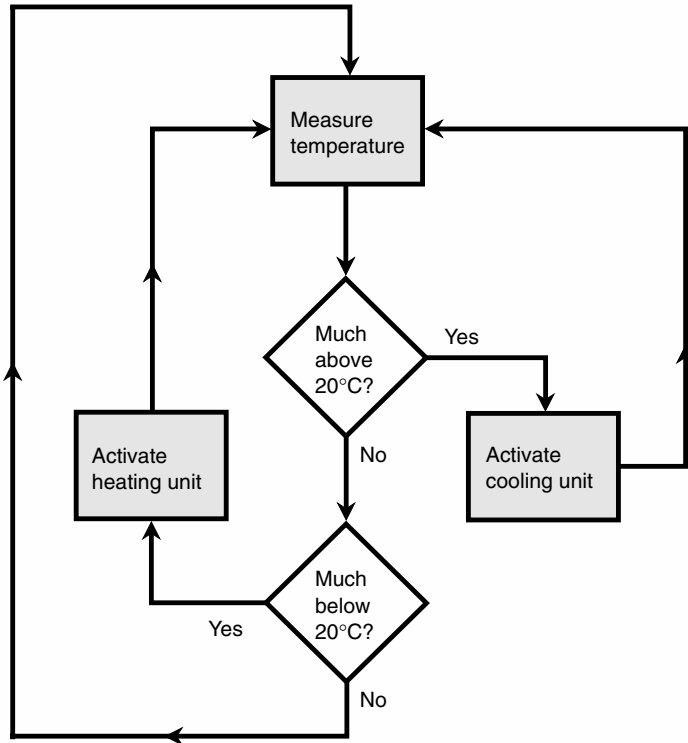 Measure
temperature
Much
above
20°C?
Yes
No
Activate
heating unit
Activate
cooling unit
Much
below
20°C?
Yes
No